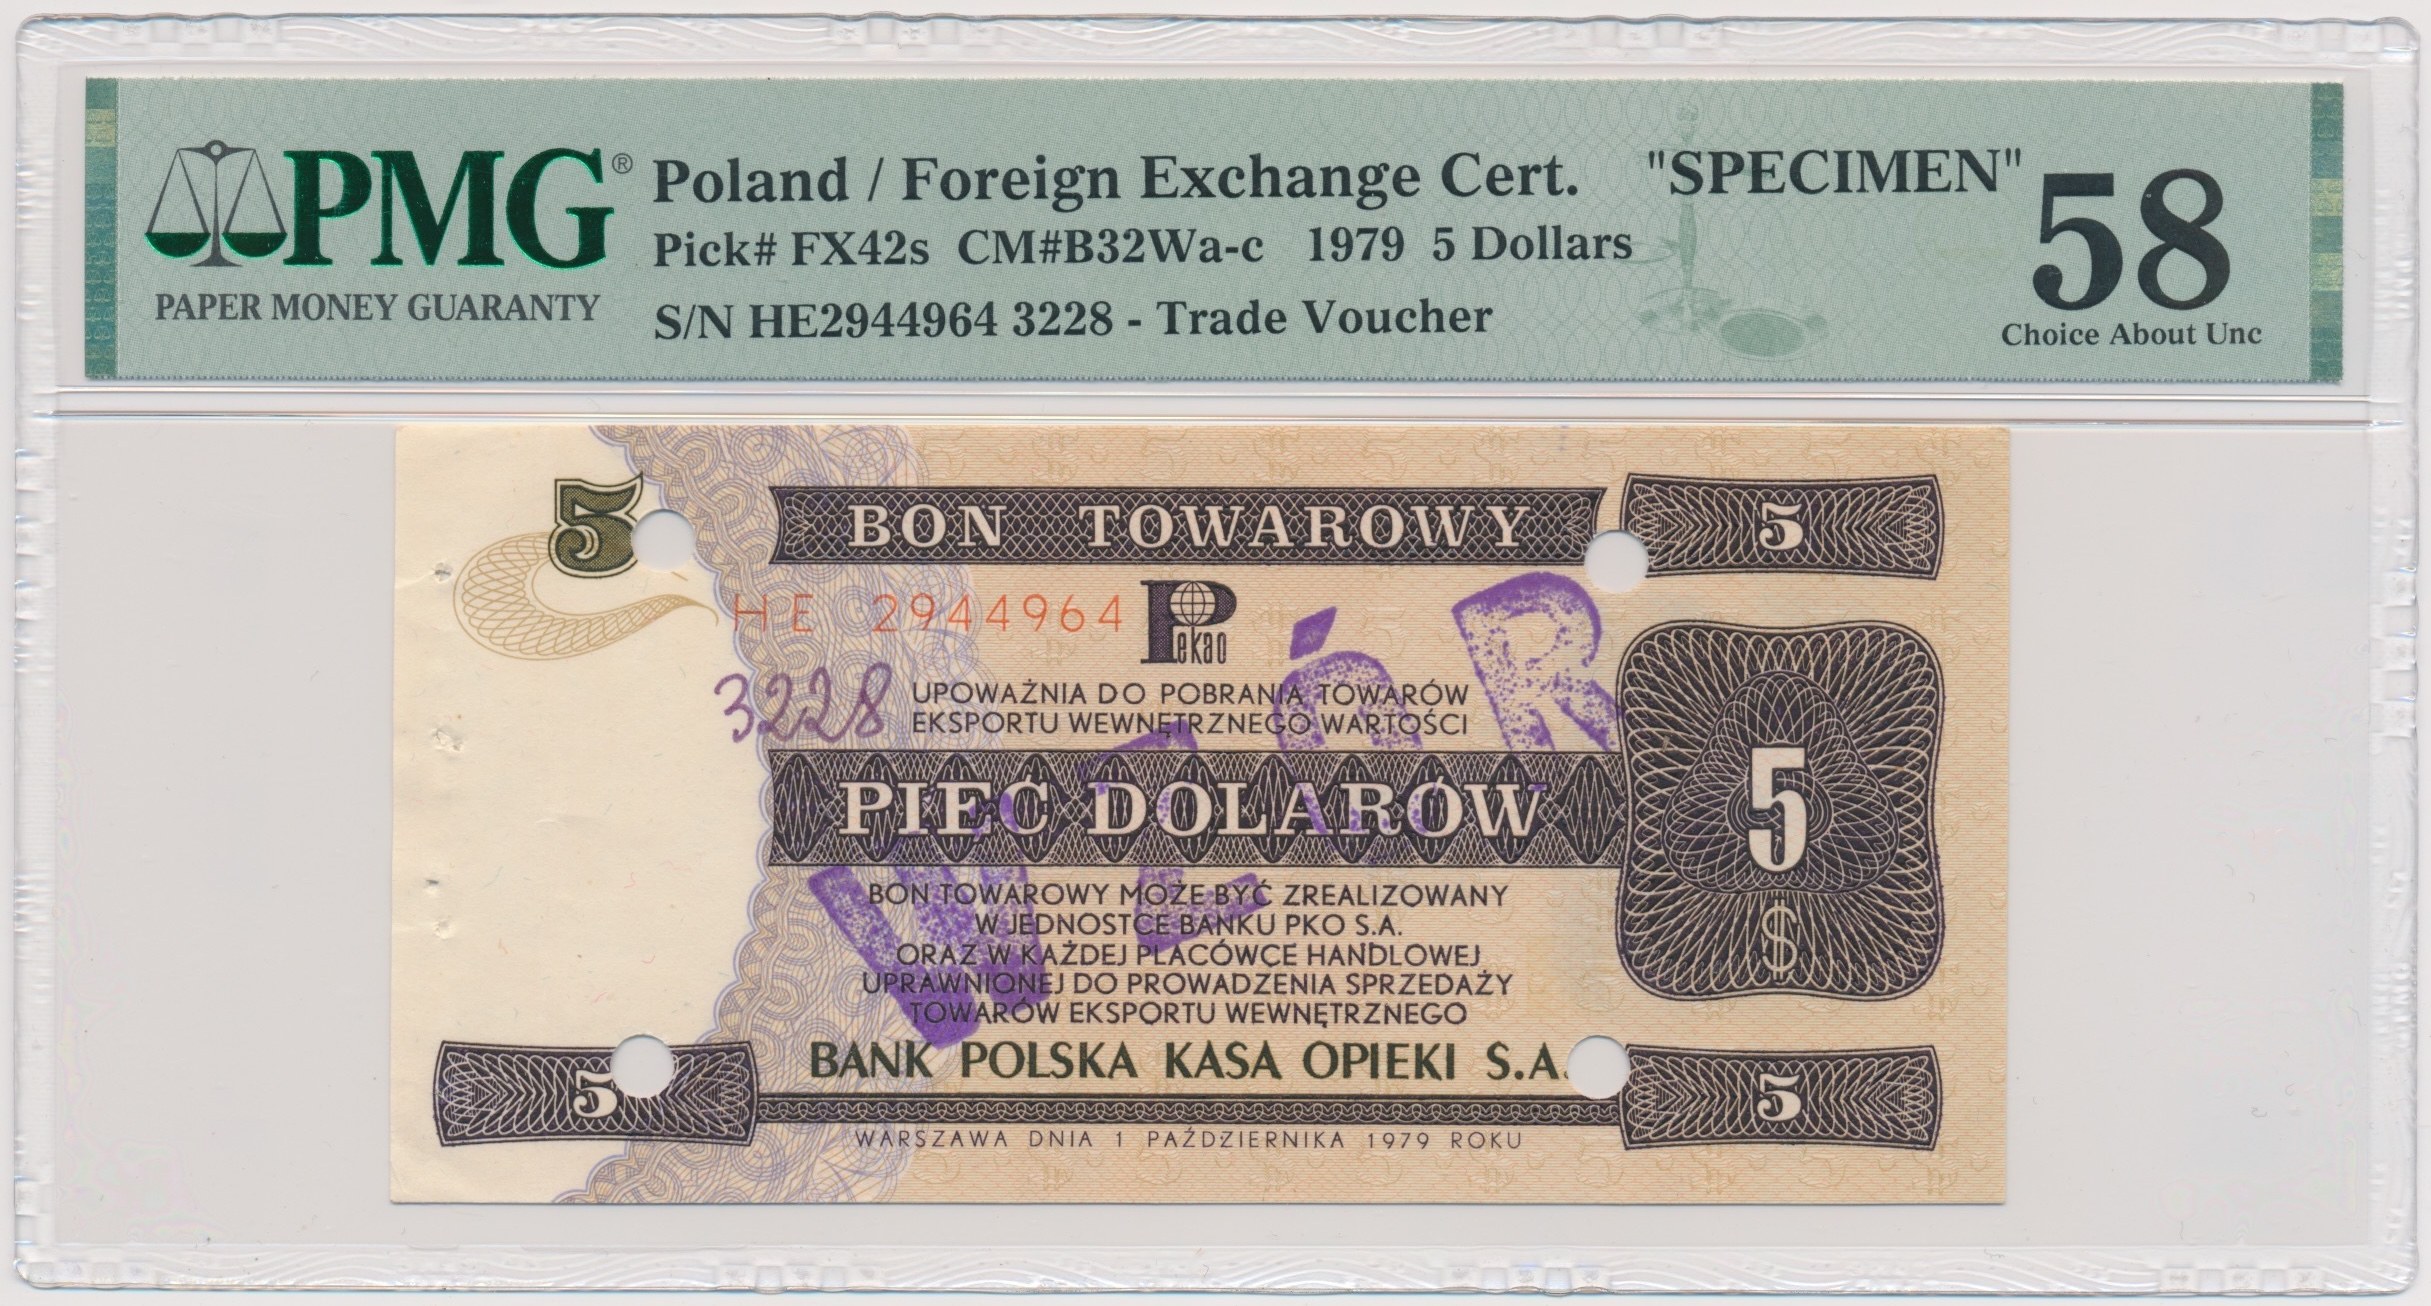 PMG®
PAPER MONEY GUARANTY
Poland / Foreign Exchange Cert. "SPECIMEN"
Pick# FX42s CM#B32Wa-c 1979 5 Dollars
S/N HE2944964 3228 - Trade Voucher
58
Choice About Unc
5
BON TOWAROWY
5
HE 2944964
Pekao
3228
UPOWAŻNIA DO POBRANIA TOWARÓW
EKSPORTU WEWNĘTRZNEGO WARTOŚCI
PIĘĆ DOLARÓW
5
$
WZÓR
BON TOWAROWY MOŻE BYĆ ZREALIZOWANY
W JEDNOSTCE BANKU PKO S.A.
ORAZ W KAŻDEJ PLACÓWCE HANDLOWEJ
UPRAWNIONEJ DO PROWADZENIA SPRZEDAŻY
TOWARÓW EKSPORTU WEWNĘTRZNEGO
BANK POLSKA KASA OPIEKI S.A.
5
5
WARSZAWA DNIA 1 PAŹDZIERNIKA 1979 ROKU